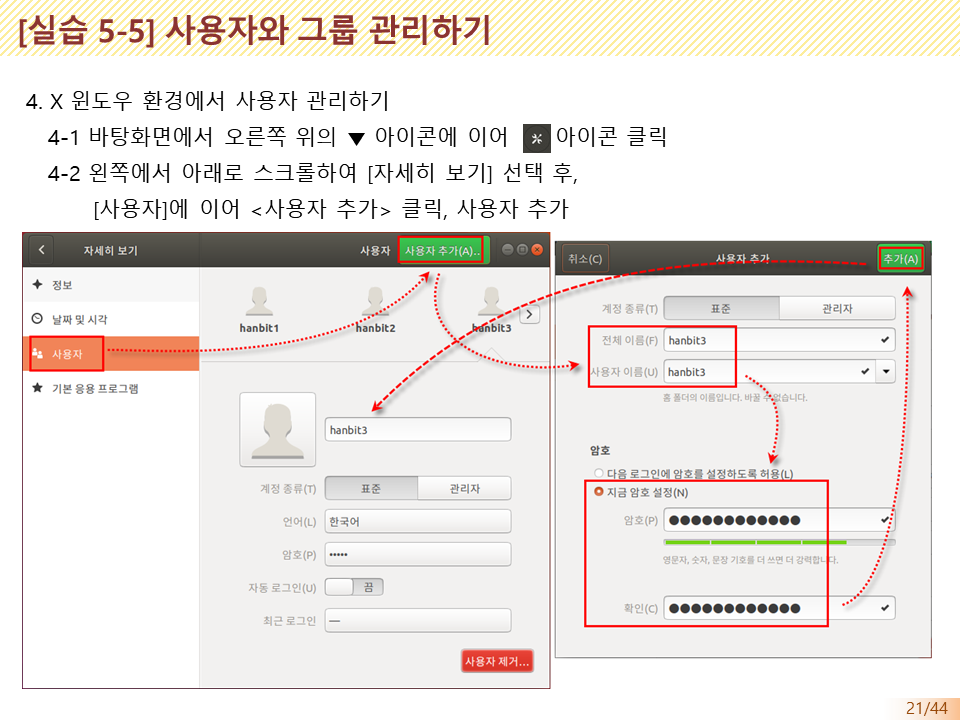 [실습 5-5] 사용자와 그룹 관리하기
4. X 윈도우 환경에서 사용자 관리하기
4-1 바탕화면에서 오른쪽 위의 ▼ 아이콘에 이어 아이콘 클릭
4-2 왼쪽에서 아래로 스크롤하여 [자세히 보기] 선택 후,
[사용자]에 이어 <사용자 추가> 클릭, 사용자 추가
자세히 보기
사용자
사용자 추가(A)...
정보
날짜 및 시각
사용자
기본 응용 프로그램
hanbit1
hanbit2
hanbit3
hanbit3
계정 종류(T)
표준
관리자
언어(L)
한국어
암호(P)
•••••
자동 로그인(U)
끔
최근 로그인
—
사용자 제거...
취소(C)
사용자 추가
추가(A)
계정 종류(T)
표준
관리자
전체 이름(F)
hanbit3
사용자 이름(U)
hanbit3
홈 폴더의 이름입니다. 바꿀 수 없습니다.
암호
다음 로그인에 암호를 설정하도록 허용(L)
지금 암호 설정(N)
암호(P)
●●●●●●●●●●●●
영문자, 숫자, 문장 기호를 더 쓰면 더 강력합니다.
확인(C)
●●●●●●●●●●●●
21/44